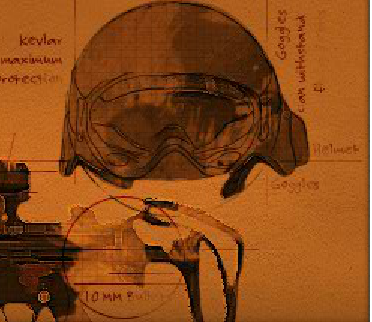 Kevlar
maximum
Protection
Goggles
can withstand
Helmet
Goggles
10 mm